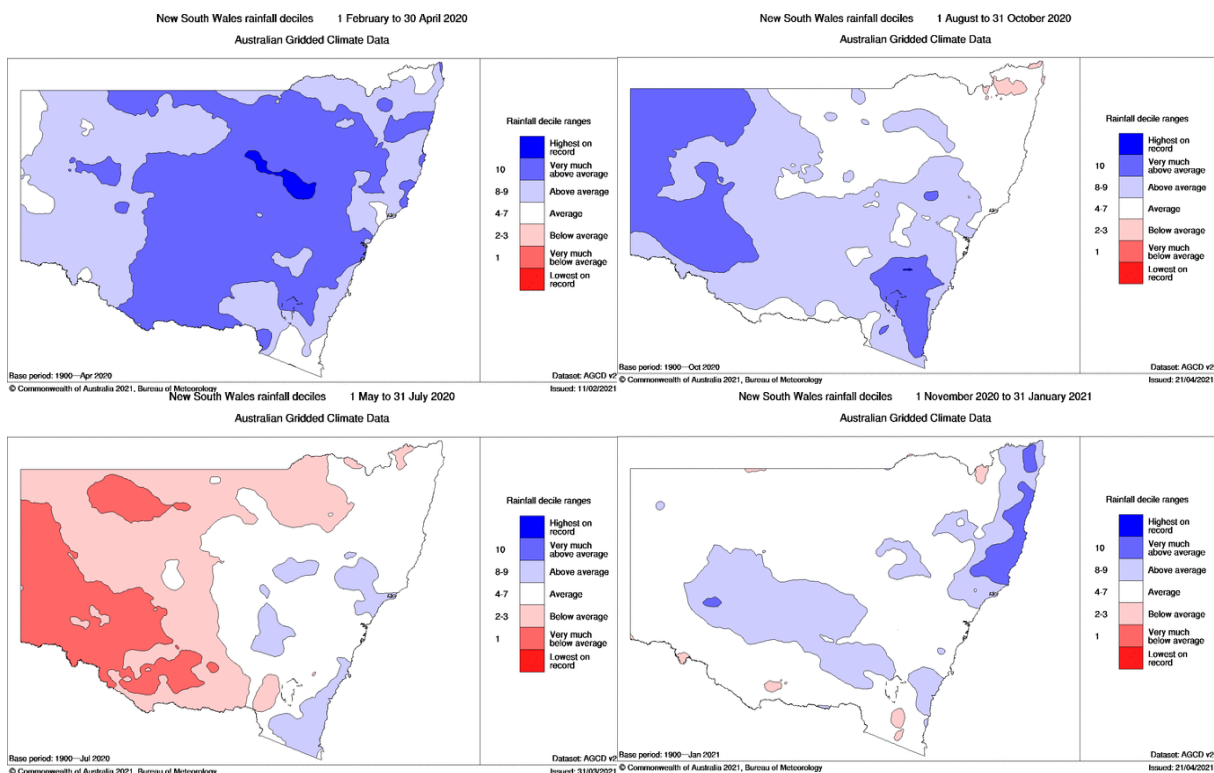 New South Wales rainfall deciles 1 February to 30 April 2020
Australian Gridded Climate Data
Rainfall decile ranges
Highest on
record
10 Very much
above average
8-9 Above average
4-7 Average
2-3 Below average
1 Very much
below average
Lowest on
record
Base period: 1900—Apr 2020
Dataset: AGCD v2
© Commonwealth of Australia 2021, Bureau of Meteorology
Issued: 11/02/2021
New South Wales rainfall deciles 1 August to 31 October 2020
Australian Gridded Climate Data
Rainfall decile ranges
Highest on
record
10 Very much
above average
8-9 Above average
4-7 Average
2-3 Below average
1 Very much
below average
Lowest on
record
Base period: 1900—Oct 2020
Dataset: AGCD v2
© Commonwealth of Australia 2021, Bureau of Meteorology
Issued: 21/04/2021
New South Wales rainfall deciles 1 May to 31 July 2020
Australian Gridded Climate Data
Rainfall decile ranges
Highest on
record
10 Very much
above average
8-9 Above average
4-7 Average
2-3 Below average
1 Very much
below average
Lowest on
record
Base period: 1900—Jul 2020
Dataset: AGCD v2
© Commonwealth of Australia 2021, Bureau of Meteorology
Issued: 31/03/2021
New South Wales rainfall deciles 1 November 2020 to 31 January 2021
Australian Gridded Climate Data
Rainfall decile ranges
Highest on
record
10 Very much
above average
8-9 Above average
4-7 Average
2-3 Below average
1 Very much
below average
Lowest on
record
Base period: 1900—Jan 2021
Dataset: AGCD v2
© Commonwealth of Australia 2021, Bureau of Meteorology
Issued: 21/04/2021